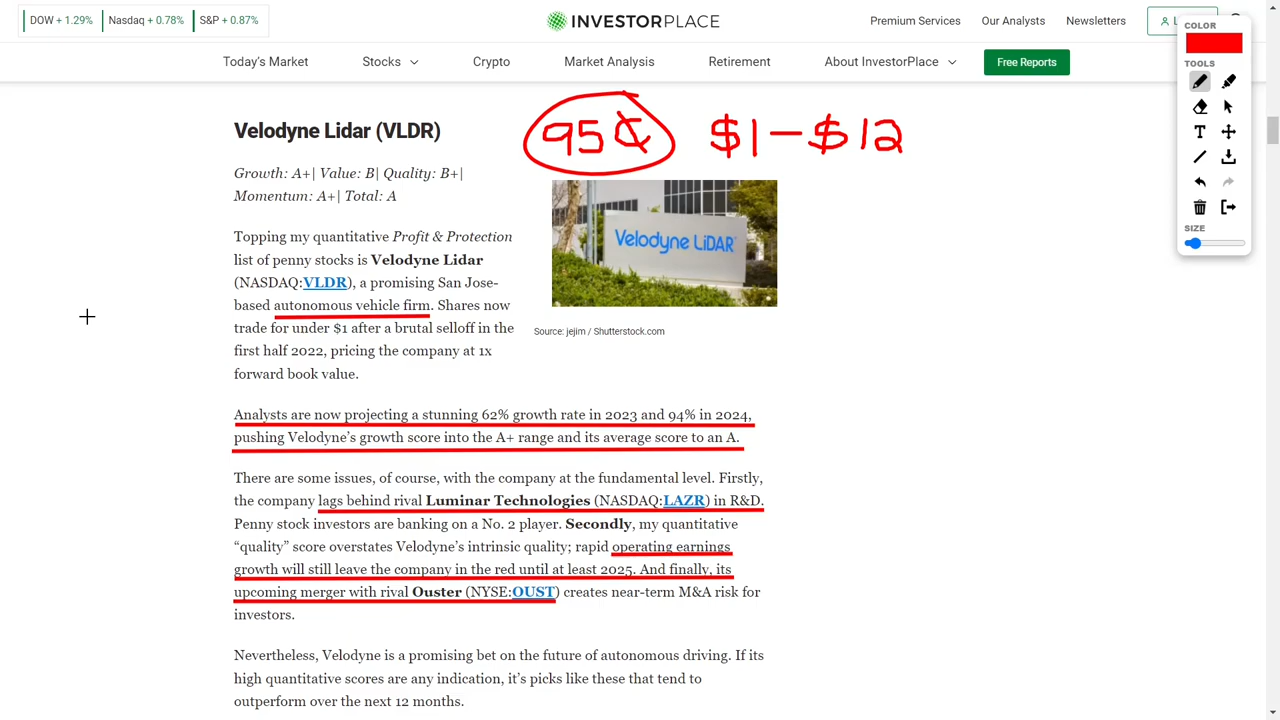 DOW + 1.29% Nasdaq + 0.78% S&P + 0.87%
INVESTORPLACE
Premium Services Our Analysts Newsletters
Today's Market Stocks Crypto Market Analysis Retirement About InvestorPlace Free Reports
COLOR
TOOLS
T
SIZE
Velodyne Lidar (VLDR)
95¢ $1 – $12
Growth: A+| Value: B| Quality: B+|
Momentum: A+| Total: A
Topping my quantitative Profit & Protection
list of penny stocks is Velodyne Lidar
(NASDAQ:VLDR), a promising San Jose-
based autonomous vehicle firm. Shares now
trade for under $1 after a brutal selloff in the
first half 2022, pricing the company at 1x
forward book value.
Velodyne LiDAR
Source: jejim / Shutterstock.com
Analysts are now projecting a stunning 62% growth rate in 2023 and 94% in 2024,
pushing Velodyne's growth score into the A+ range and its average score to an A.
There are some issues, of course, with the company at the fundamental level. Firstly,
the company lags behind rival Luminar Technologies (NASDAQ:LAZR) in R&D.
Penny stock investors are banking on a No. 2 player. Secondly, my quantitative
“quality” score overstates Velodyne's intrinsic quality; rapid operating earnings
growth will still leave the company in the red until at least 2025. And finally, its
upcoming merger with rival Ouster (NYSE:OUST) creates near-term M&A risk for
investors.
Nevertheless, Velodyne is a promising bet on the future of autonomous driving. If its
high quantitative scores are any indication, it's picks like these that tend to
outperform over the next 12 months.